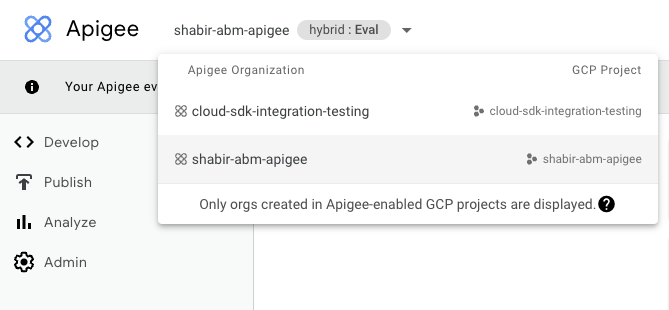 Apigee shabir-abm-apigee hybrid : Eval
Apigee Organization GCP Project
Your Apigee ev
cloud-sdk-integration-testing cloud-sdk-integration-testing
Develop
shabir-abm-apigee shabir-abm-apigee
Publish
Only orgs created in Apigee-enabled GCP projects are displayed. ?
Analyze
Admin